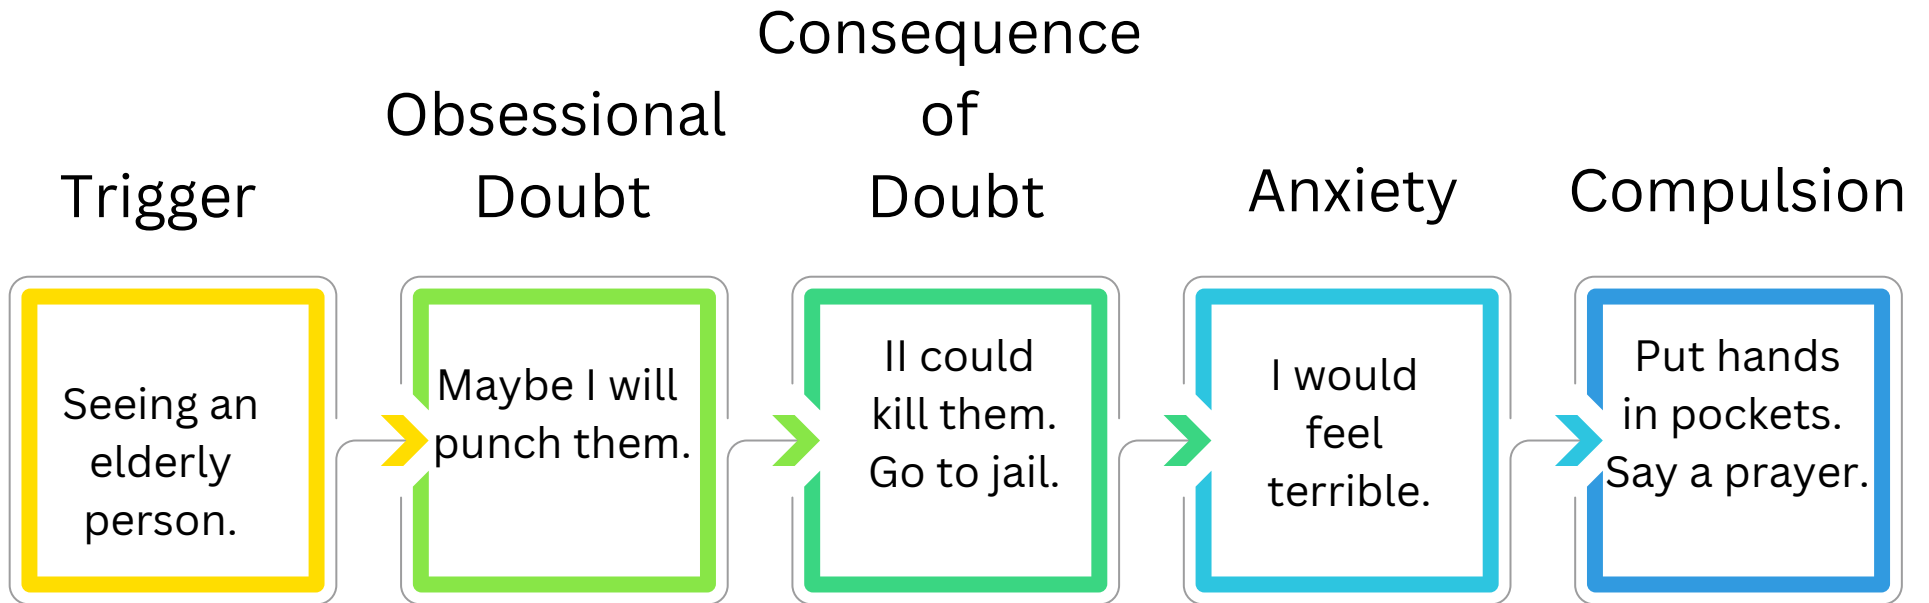 Trigger
Obsessional
Doubt
Consequence
of
Doubt
Anxiety
Compulsion
Seeing an
elderly
person.
Maybe I will
punch them.
II could
kill them.
Go to jail.
I would
feel
terrible.
Put hands
in pockets.
Say a prayer.